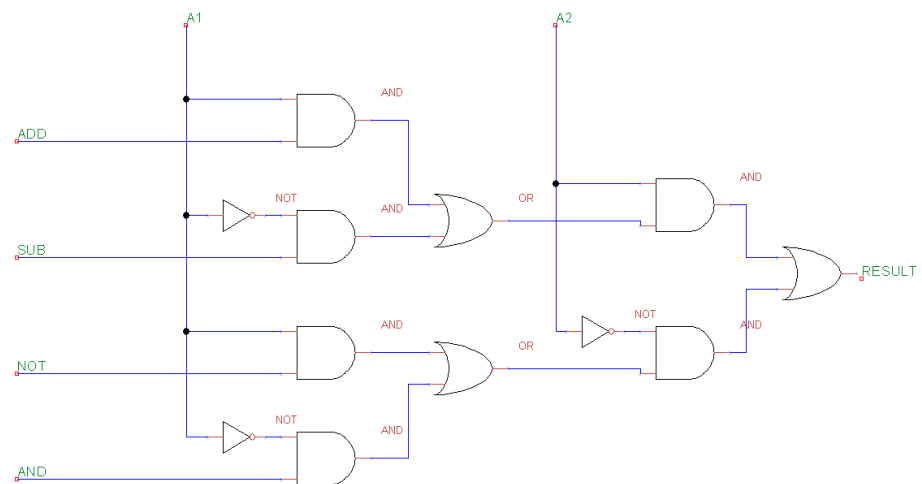 A1
A2
AND
ADD
AND
NOT
AND
OR
SUB
RESULT
AND
OR
NOT
AND
NOT
NOT
AND
AND